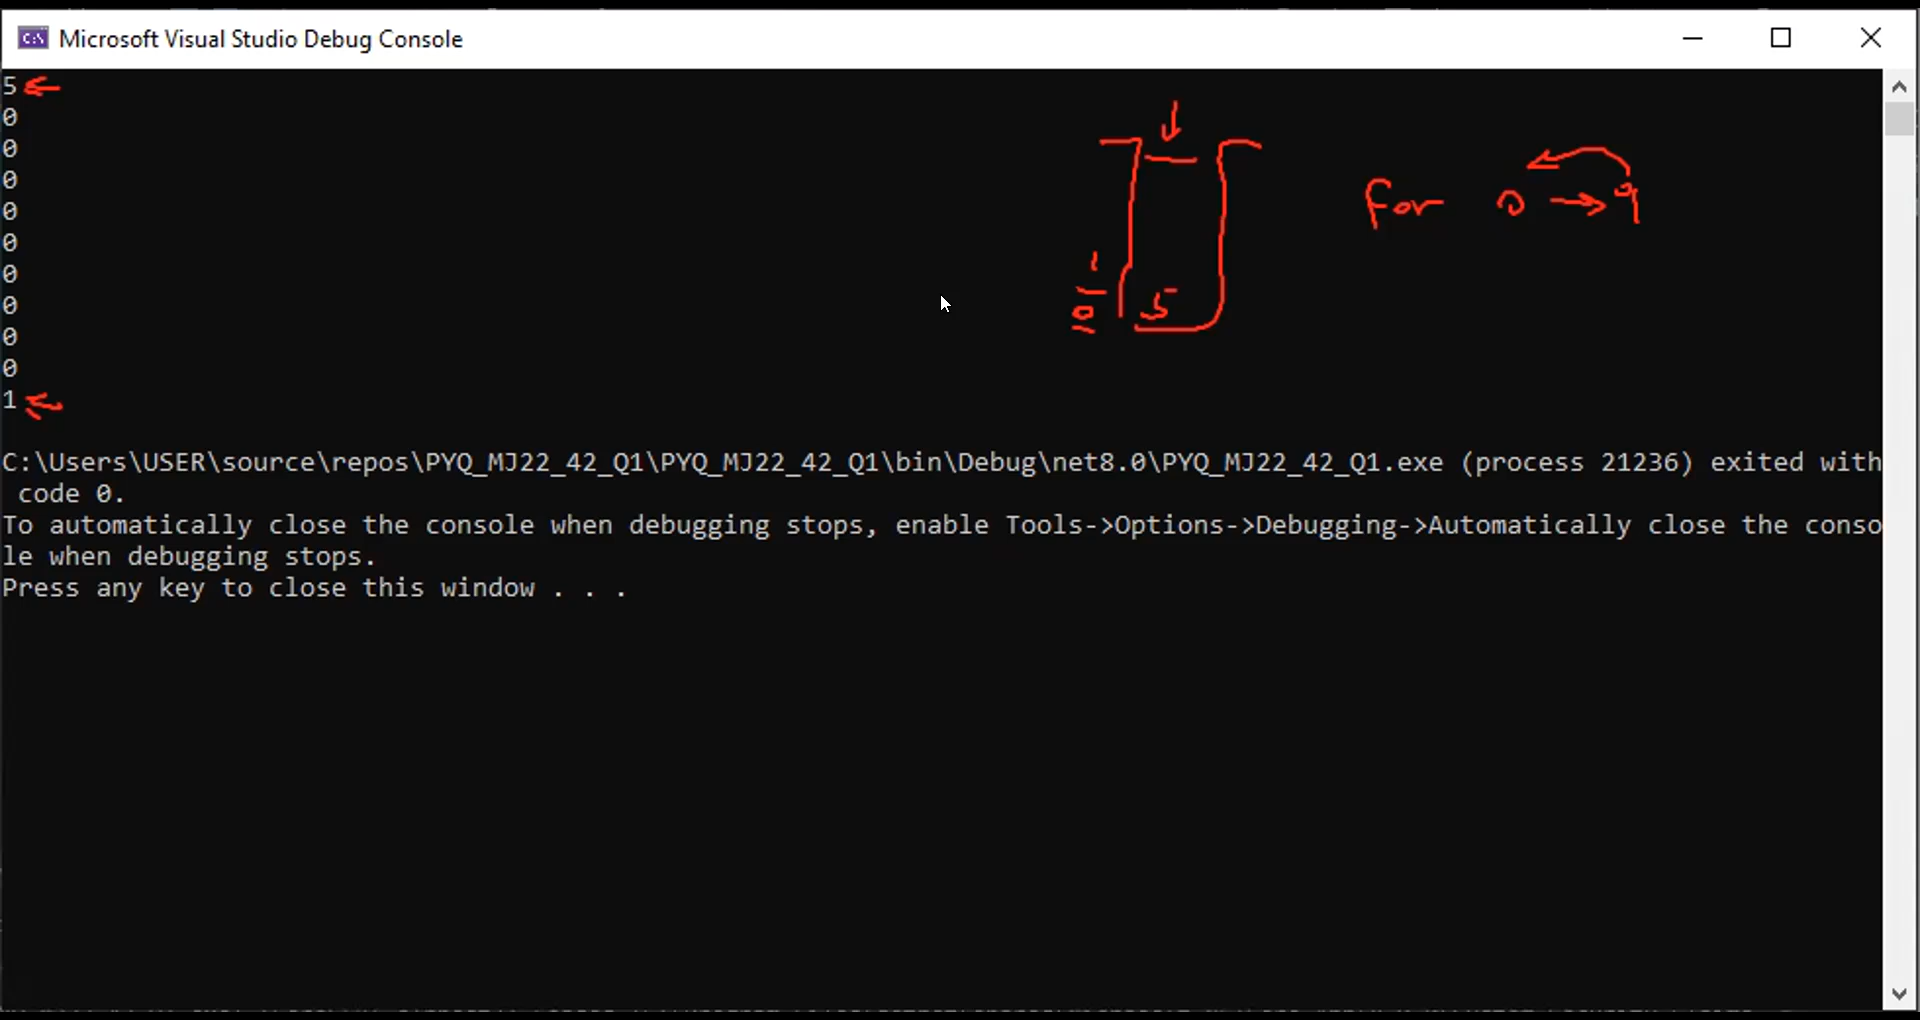 Microsoft Visual Studio Debug Console
5
0
0
0
0
0
0
0
0
0
1
1
0
5
for 0 → 9
C:\Users\USER\source\repos\PYQ_MJ22_42_Q1\PYQ_MJ22_42_Q1\bin\Debug\net8.0\PYQ_MJ22_42_Q1.exe (process 21236) exited with
code 0.
To automatically close the console when debugging stops, enable Tools->Options->Debugging->Automatically close the conso
le when debugging stops.
Press any key to close this window . . .